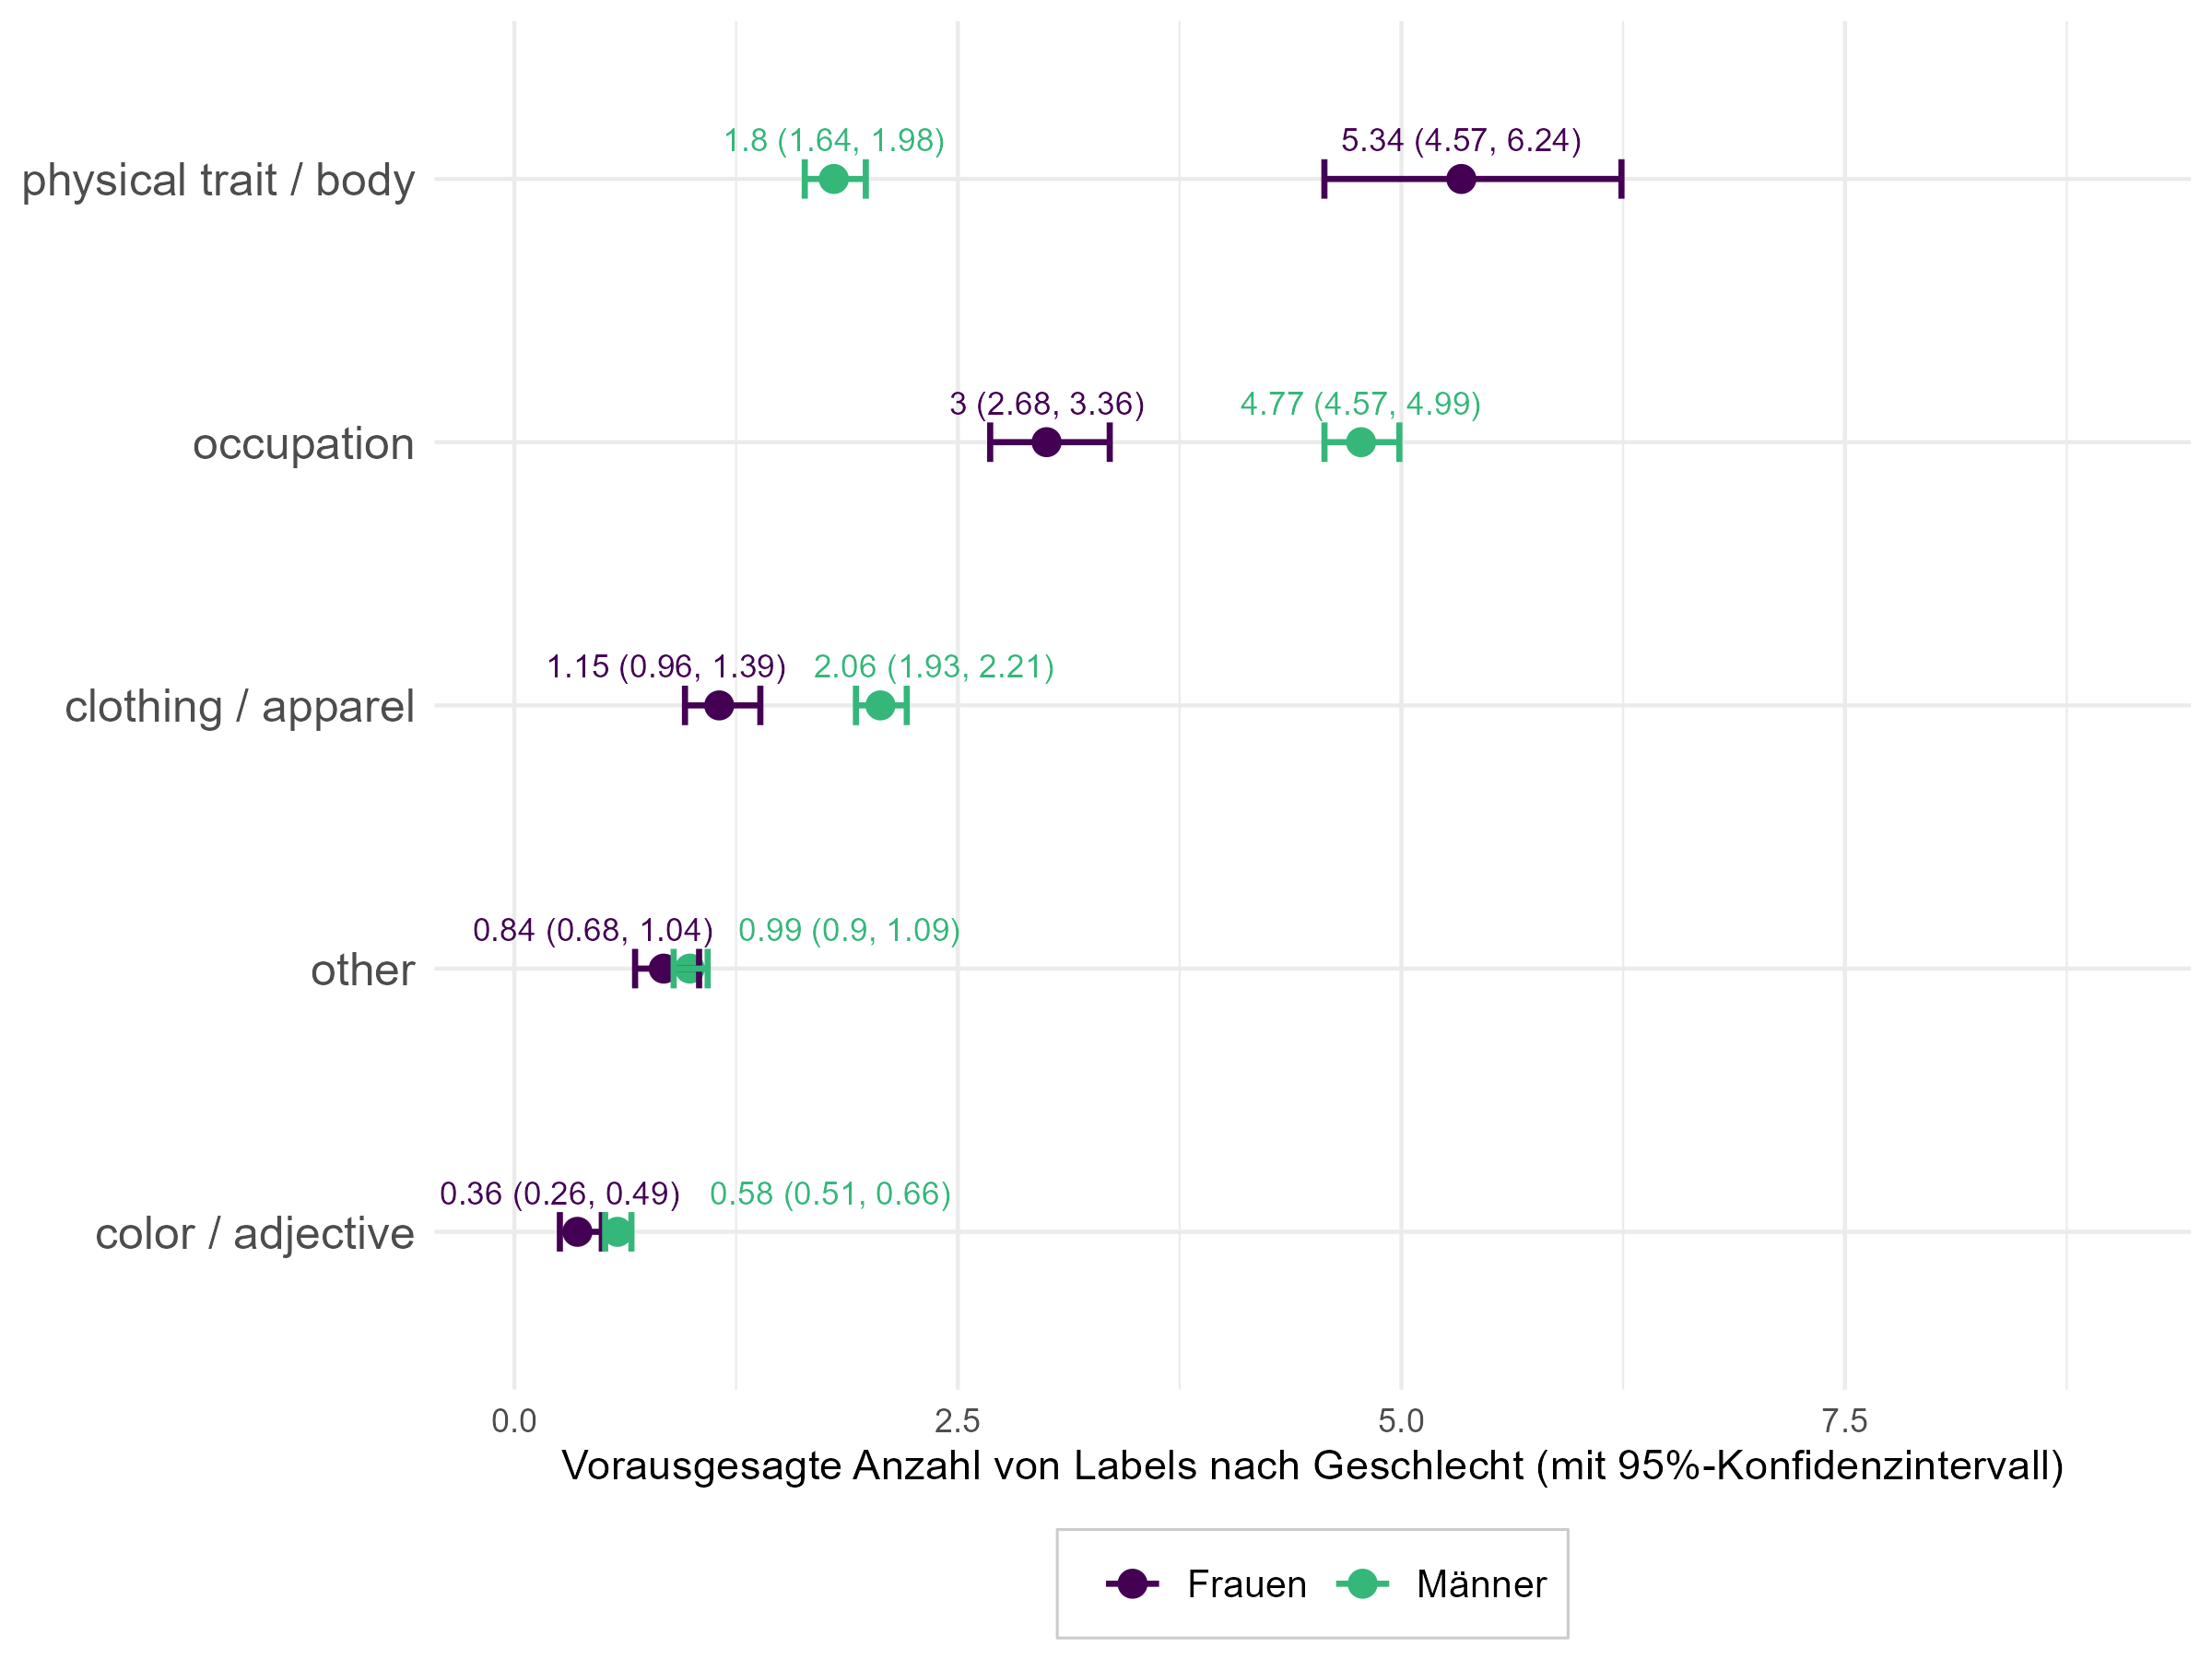 1.8 (1.64, 1.98) 5.34 (4.57, 6.24)
physical trait / body
3 (2.68, 3.36) 4.77 (4.57, 4.99)
occupation
1.15 (0.96, 1.39) 2.06 (1.93, 2.21)
clothing / apparel
0.84 (0.68, 1.04) 0.99 (0.9, 1.09)
other
0.36 (0.26, 0.49) 0.58 (0.51, 0.66)
color / adjective
0.0 2.5 5.0 7.5
Vorausgesagte Anzahl von Labels nach Geschlecht (mit 95%-Konfidenzintervall)
Frauen Männer